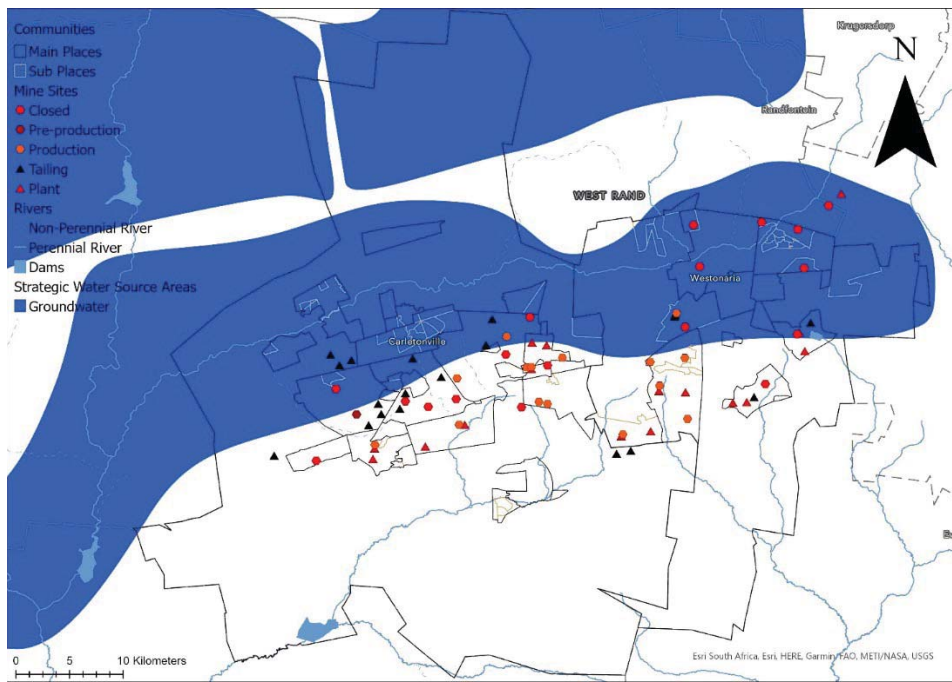 Communities
Main Places
Sub Places
Mine Sites
Closed
Pre-production
Production
Tailing
Plant
Rivers
Non-Perennial River
Perennial River
Dams
Strategic Water Source Areas
Groundwater
Krugersdorp
N
Randfontein
WEST RAND
Westonaria
Carletonville
0 5 10 Kilometers
Esri South Africa, Esri, HERE, Garmin, FAO, METI/NASA, USGS